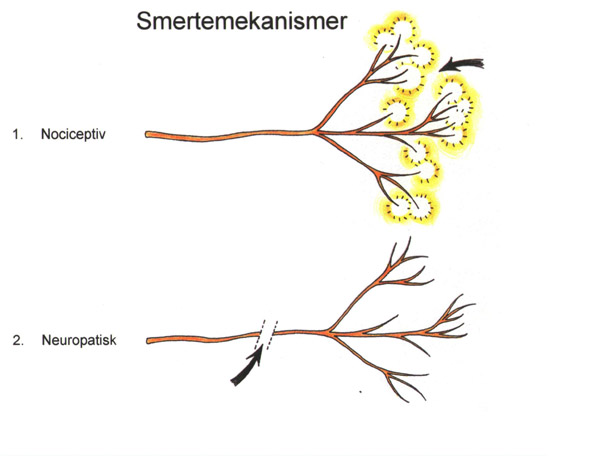 Smertemekanismer
1. Nociceptiv
2. Neuropatisk